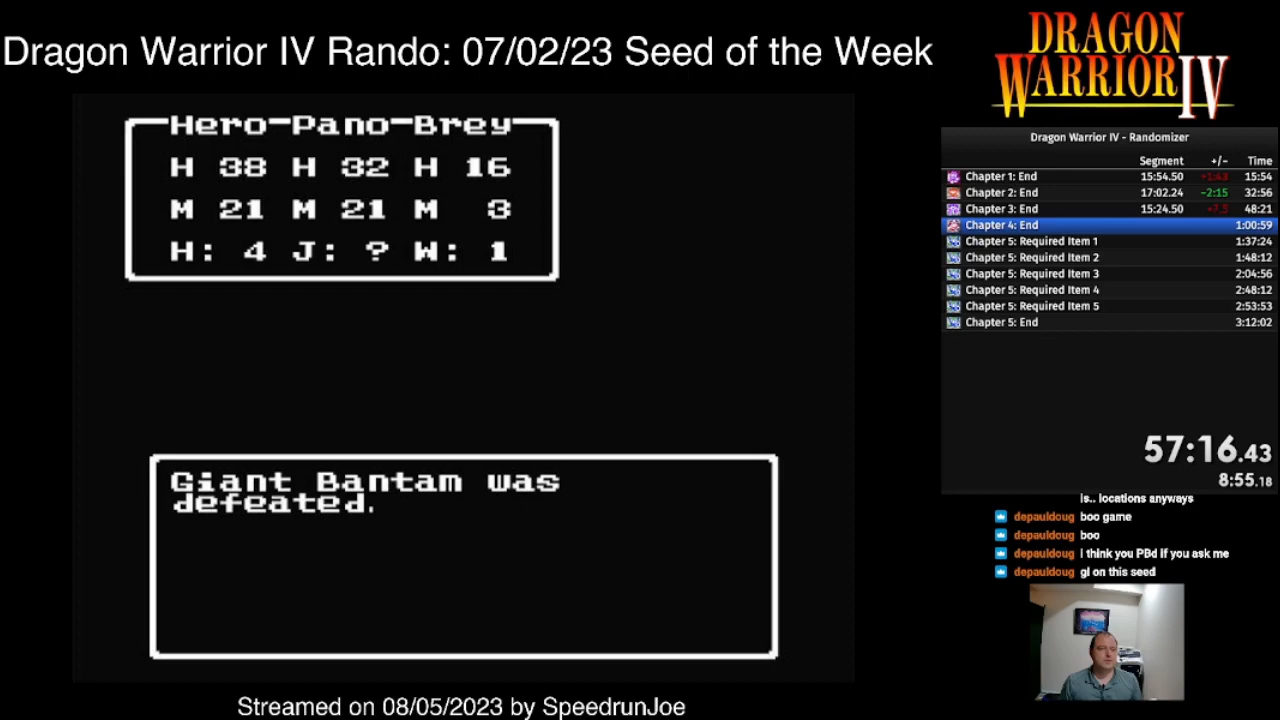 Dragon Warrior IV Rando: 07/02/23 Seed of the Week
DRAGON
WARRIOR IV
Hero Pano Brey
H 38 H 32 H 16
M 21 M 21 M 3
H: 4 J: ? W: 1
Giant Bantam was
defeated.
Dragon Warrior IV - Randomizer
Segment +/- Time
Chapter 1: End 15:54.50 +1:43 15:54
Chapter 2: End 17:02.24 −2:15 32:56
Chapter 3: End 15:24.50 +7.5 48:21
Chapter 4: End 1:00:59
Chapter 5: Required Item 1 1:37:24
Chapter 5: Required Item 2 1:48:12
Chapter 5: Required Item 3 2:04:56
Chapter 5: Required Item 4 2:48:12
Chapter 5: Required Item 5 2:53:53
Chapter 5: End 3:12:02
57:16.43
8:55.18
is.. locations anyways
depauldoug boo game
depauldoug boo
depauldoug i think you PBd if you ask me
depauldoug gl on this seed
Streamed on 08/05/2023 by SpeedrunJoe